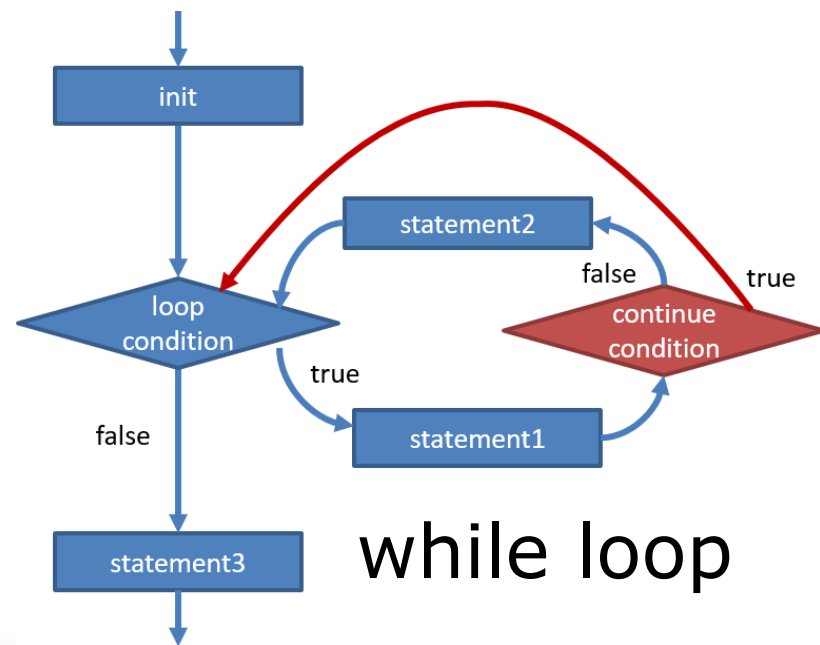 init
statement2
false
true
loop
condition
continue
condition
true
false
statement1
statement3
while loop